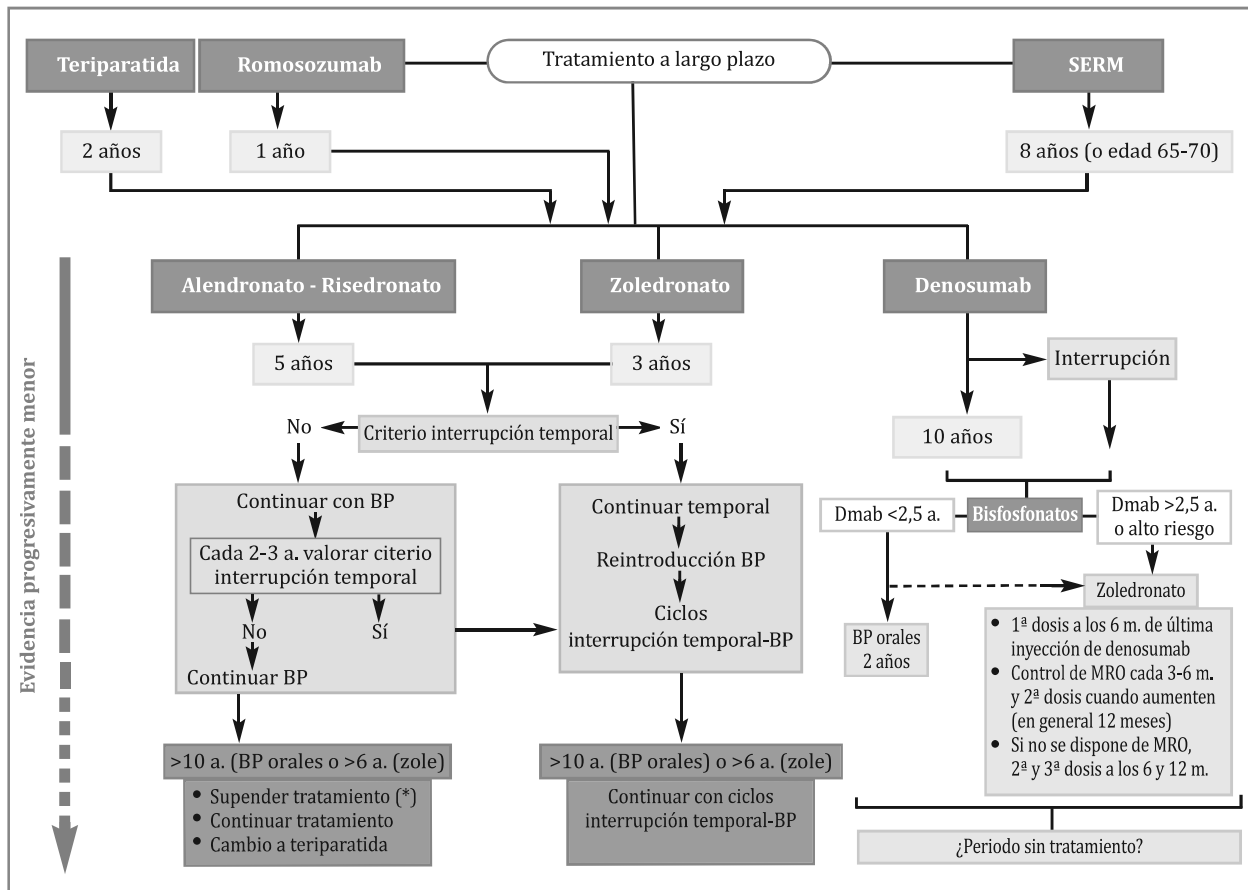 Tratamiento a largo plazo
Teriparatida
Romosozumab
SERM
2 años
1 año
8 años (o edad 65-70)
Evidencia progresivamente menor
Alendronato - Risedronato
Zoledronato
Denosumab
5 años
3 años
Interrupción
No
Criterio interrupción temporal
Sí
10 años
Continuar con BP
Cada 2-3 a. valorar citerio
interrupción temporal
No
Sí
Continuar BP
Continuar temporal
Reintroducción BP
Ciclos
interrupción temporal-BP
Dmab <2,5 a.
Bisfosfonatos
Dmab >2,5 a.
o alto riesgo
BP orales
2 años
Zoledronato
• 1ª dosis a los 6 m. de última
inyección de denosumab
• Control de MRO cada 3-6 m.
y 2ª dosis cuando aumenten
(en general 12 meses)
• Si no se dispone de MRO,
2ª y 3ª dosis a los 6 y 12 m.
>10 a. (BP orales o >6 a. (zole)
• Supender tratamiento (*)
• Continuar tratamiento
• Cambio a teriparatida
>10 a. (BP orales) o >6 a. (zole)
Continuar con ciclos
interrupción temporal-BP
¿Periodo sin tratamiento?